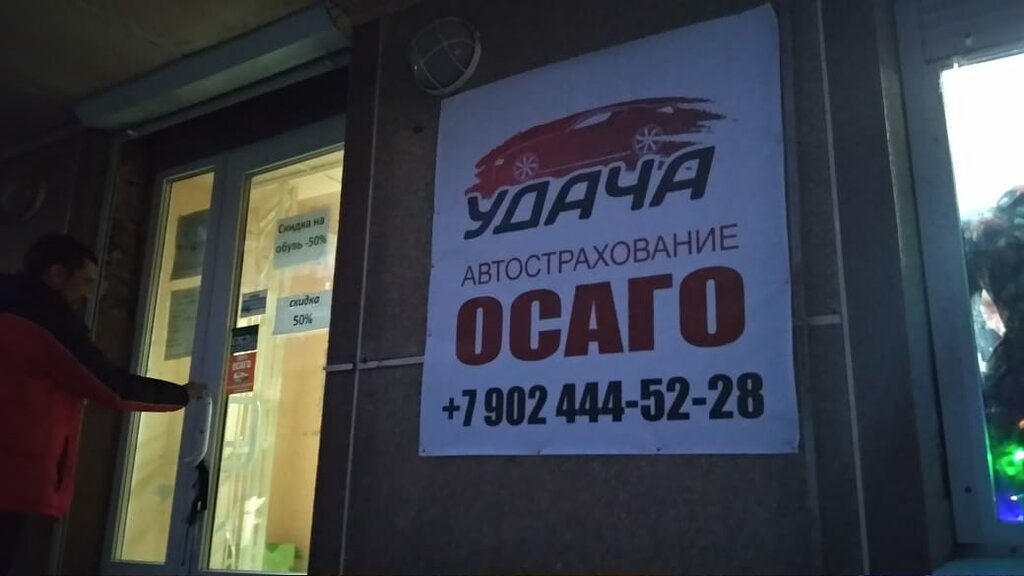 Скидка на
обувь -50%
скидка
50%
ОСАГО
УДАЧА
АВТОСТРАХОВАНИЕ
ОСАГО
+7 902 444-52-28